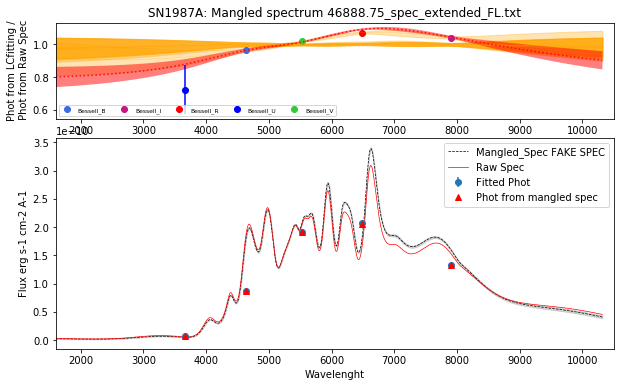 SN1987A: Mangled spectrum 46888.75_spec_extended_FL.txt
Phot from LCfitting /
Phot from Raw Spec
1.0
0.8
0.6
Bessell_B
Bessell_I
Bessell_R
Bessell_U
Bessell_V
2000 3000 4000 5000 6000 7000 8000 9000 10000
1e−10
Flux erg s-1 cm-2 A-1
3.5
3.0
2.5
2.0
1.5
1.0
0.5
0.0
Mangled_Spec FAKE SPEC
Raw Spec
Fitted Phot
Phot from mangled spec
2000 3000 4000 5000 6000 7000 8000 9000 10000
Wavelenght